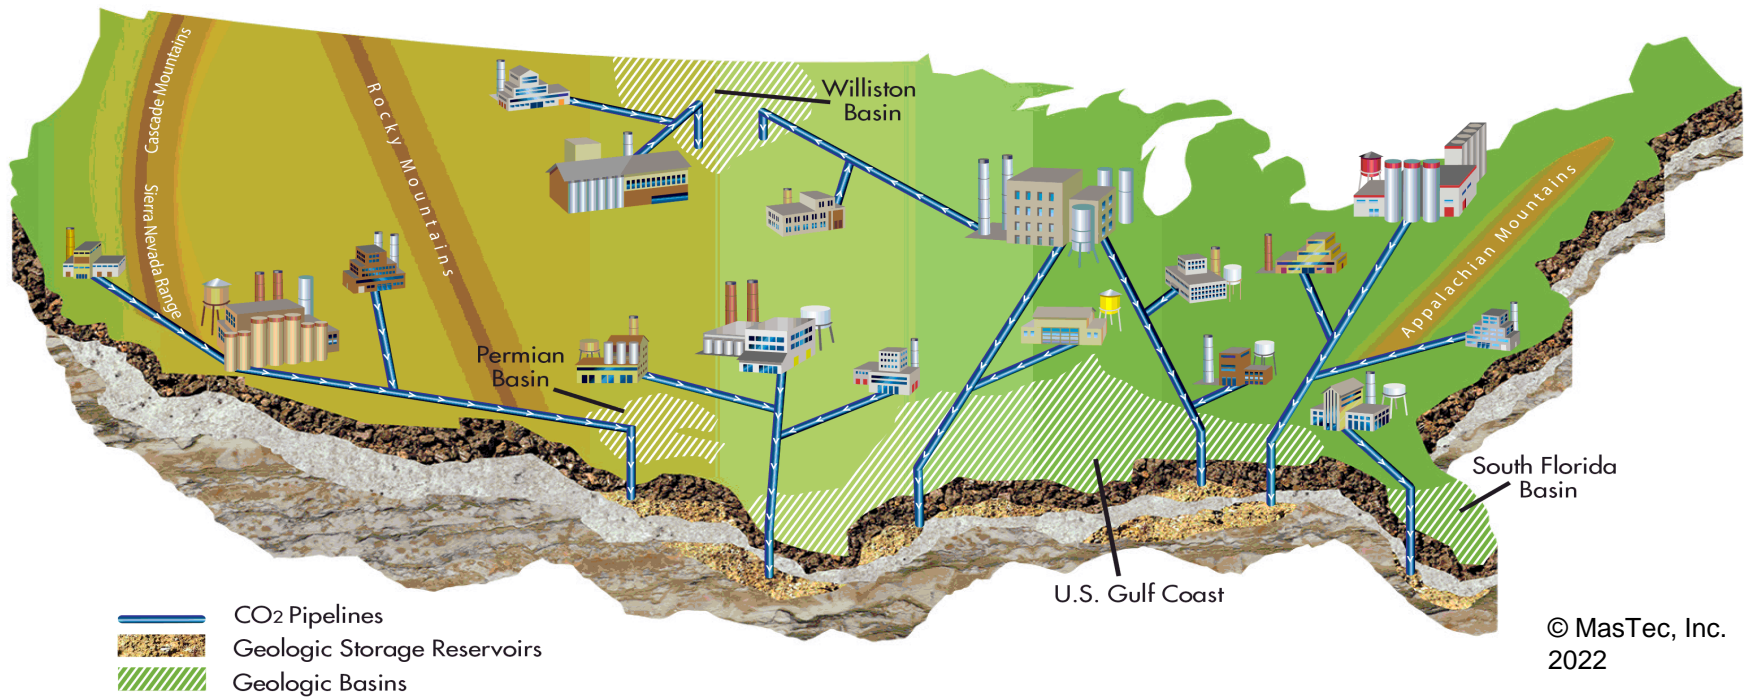 Cascade Mountains
Sierra Nevada Range
Rocky Mountains
Williston
Basin
Appalachian Mountains
Permian
Basin
South Florida
Basin
U.S. Gulf Coast
CO2 Pipelines
Geologic Storage Reservoirs
Geologic Basins
© MasTec, Inc.
2022